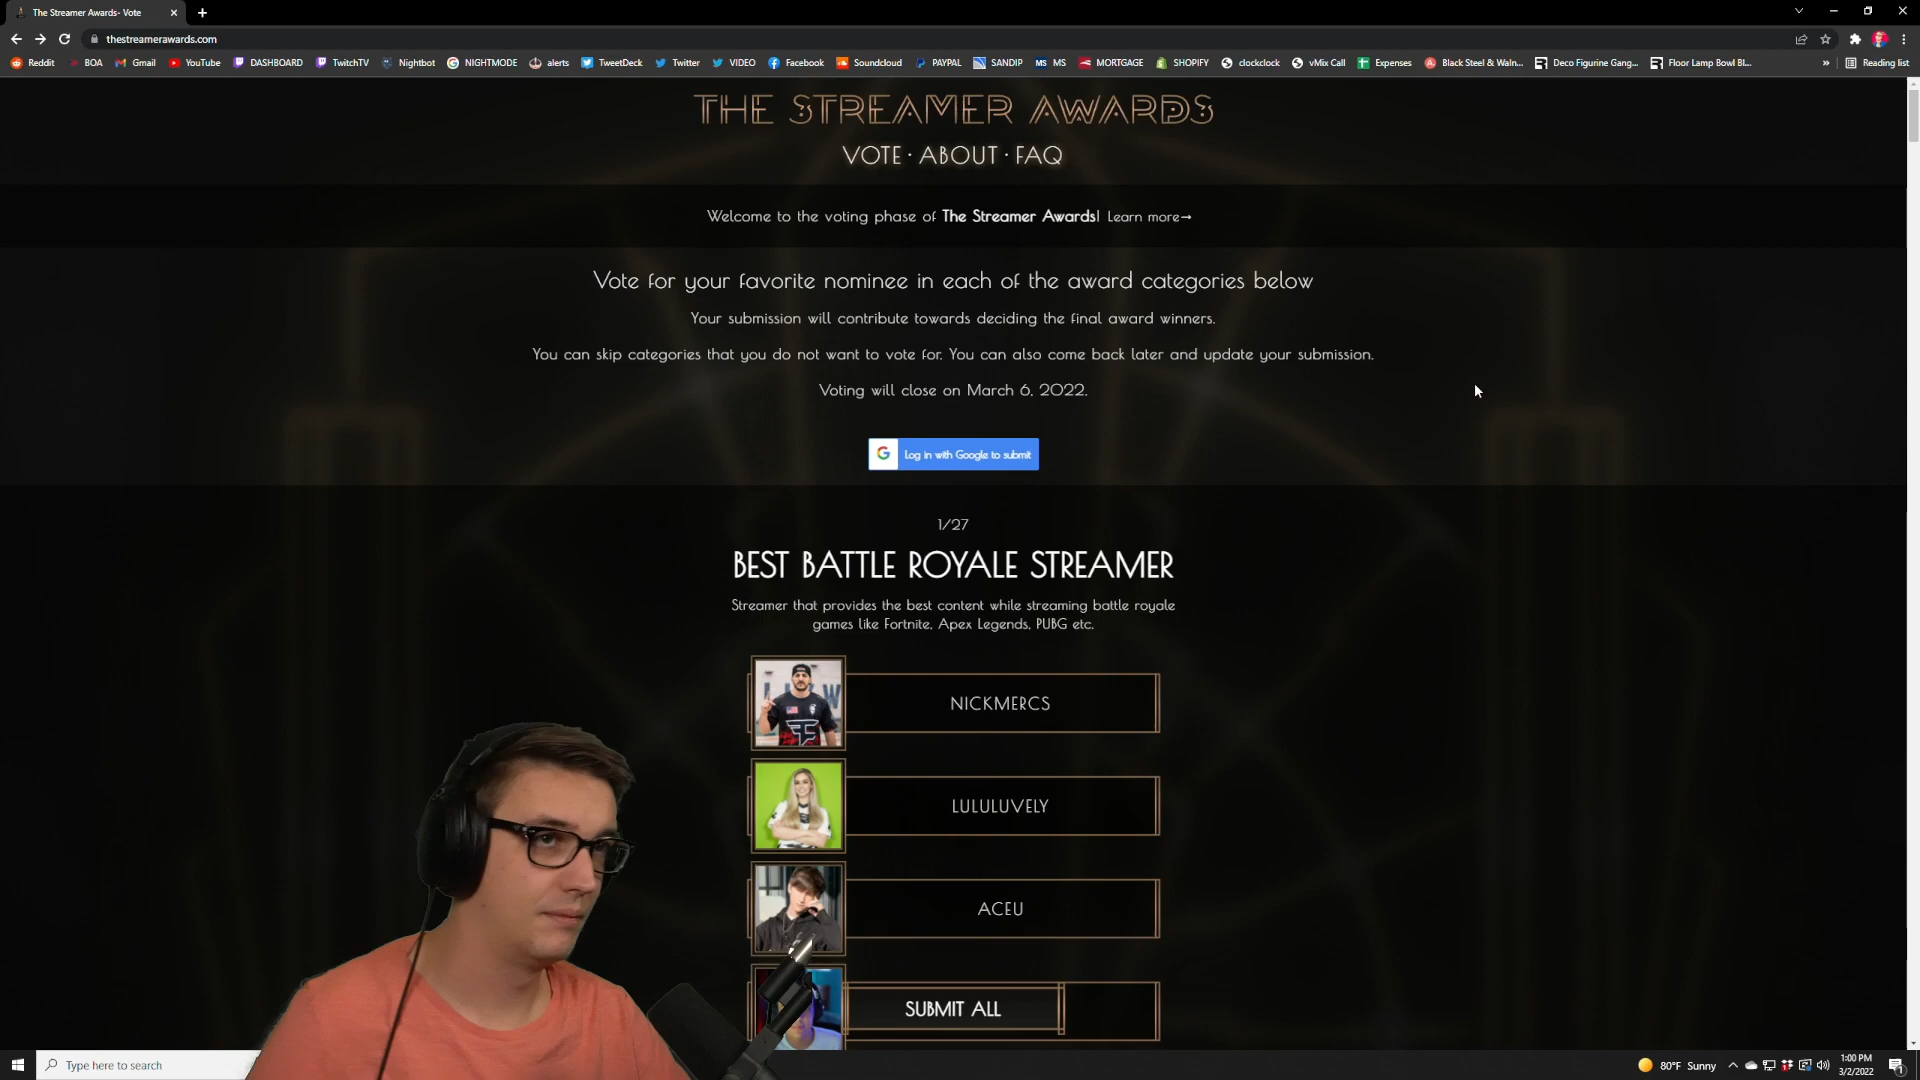 The Streamer Awards- Vote
thestreamerawards.com
Reddit BOA Gmail YouTube DASHBOARD TwitchTV Nightbot NIGHTMODE alerts TweetDeck Twitter VIDEO Facebook Soundcloud PAYPAL SANDIP MS MS MORTGAGE SHOPIFY clockclock vMix Call Expenses Black Steel & Waln... Deco Figurine Gang... Floor Lamp Bowl Bl... » Reading list
THE STREAMER AWARDS
VOTE · ABOUT · FAQ
Welcome to the voting phase of The Streamer Awards! Learn more→
Vote for your favorite nominee in each of the award categories below
Your submission will contribute towards deciding the final award winners.
You can skip categories that you do not want to vote for. You can also come back later and update your submission.
Voting will close on March 6, 2022.
G Log in with Google to submit
1/27
BEST BATTLE ROYALE STREAMER
Streamer that provides the best content while streaming battle royale
games like Fortnite, Apex Legends, PUBG etc.
NICKMERCS
LULULUVELY
ACEU
SUBMIT ALL
Type here to search
80°F Sunny
1:00 PM
3/2/2022